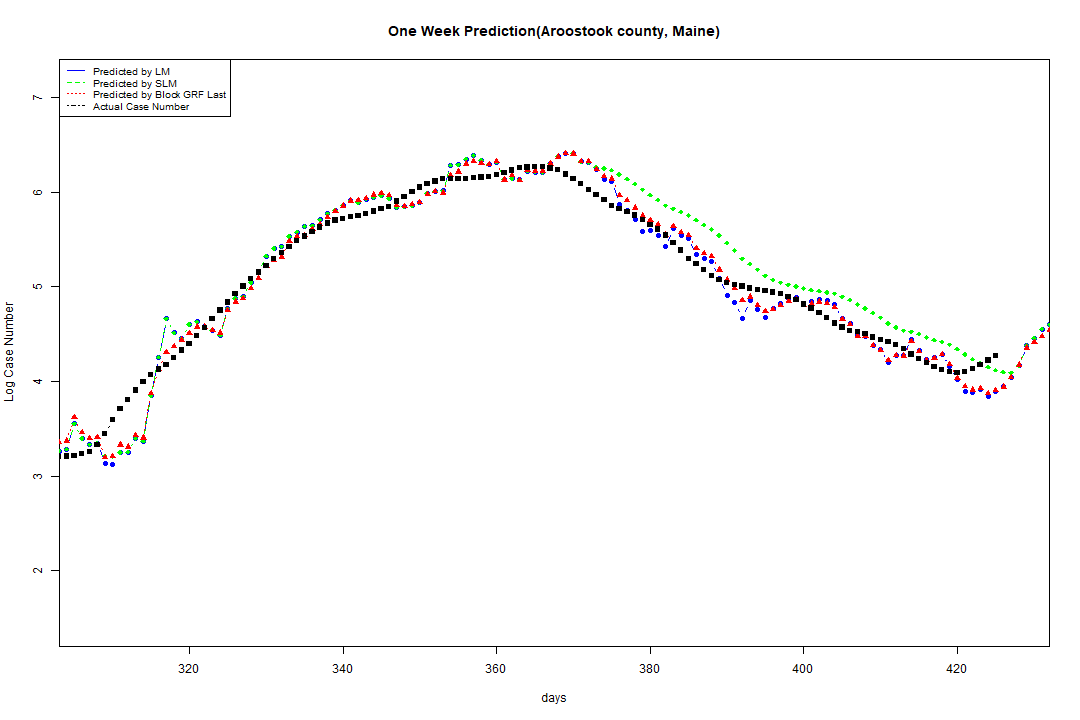 One Week Prediction(Aroostook county, Maine)
Predicted by LM
Predicted by SLM
Predicted by Block GRF Last
Actual Case Number
7
6
5
4
3
2
Log Case Number
320 340 360 380 400 420
days